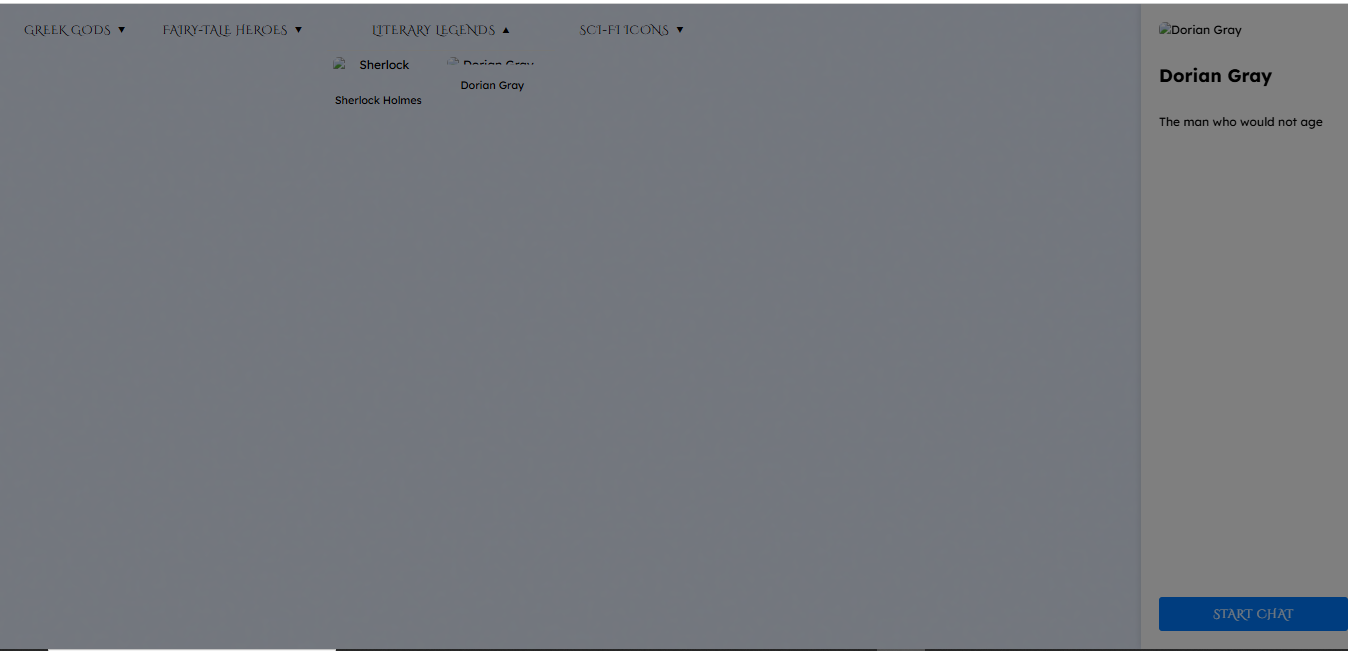 GREEK GODS ▼
FAIRY-TALE HEROES ▼
LITERARY LEGENDS ▲
SCI-FI ICONS ▼
Sherlock
Sherlock Holmes
Dorian Gray
Dorian Gray
Dorian Gray
Dorian Gray
The man who would not age
START CHAT